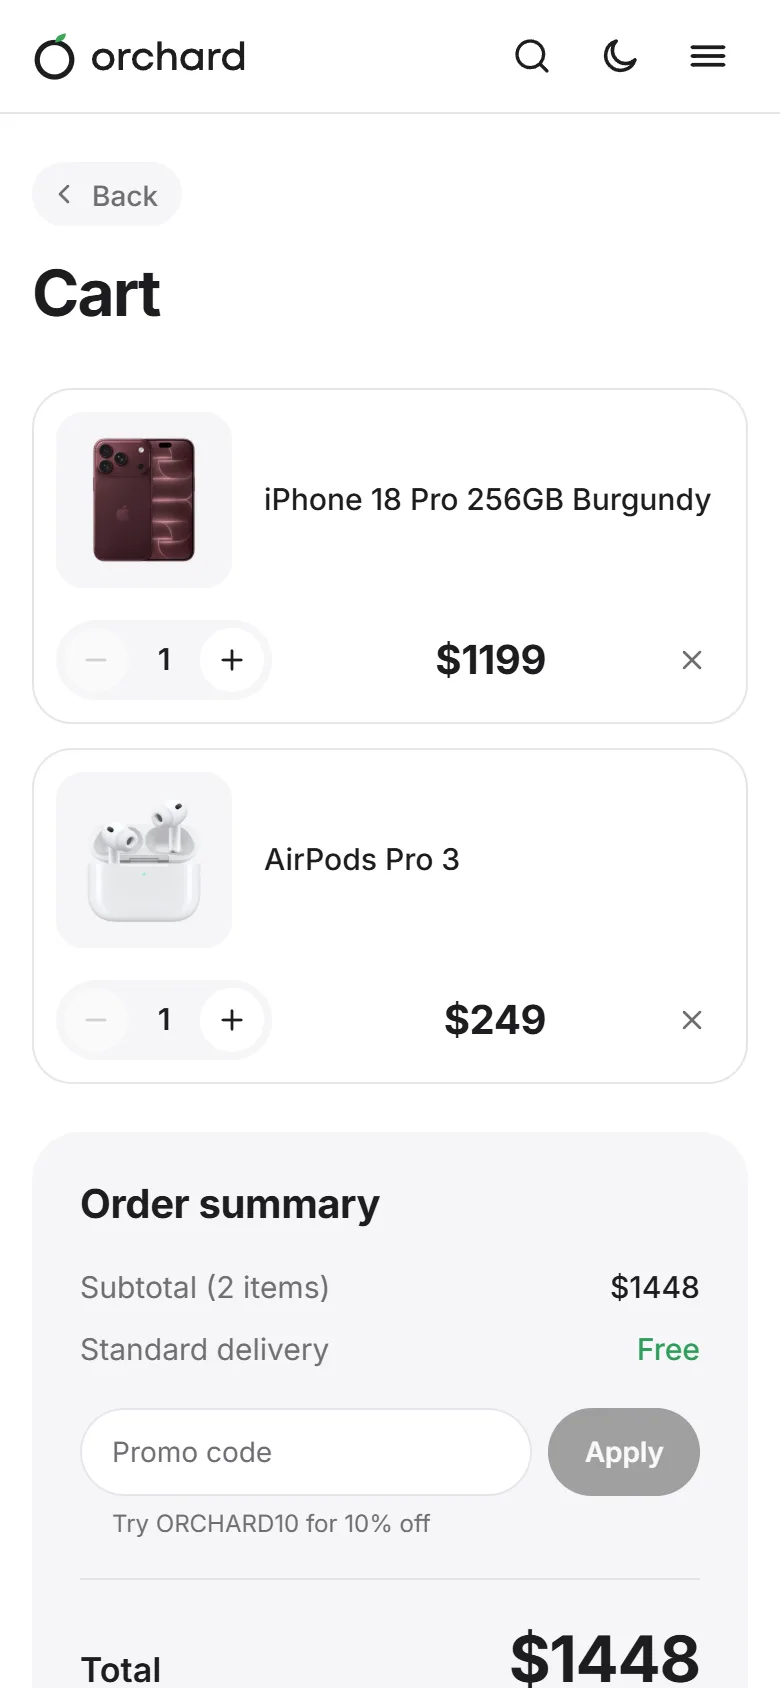 orchard
Back
Cart
iPhone 18 Pro 256GB Burgundy
1
$1199
AirPods Pro 3
1
$249
Order summary
Subtotal (2 items) $1448
Standard delivery Free
Promo code Apply
Try ORCHARD10 for 10% off
Total $1448